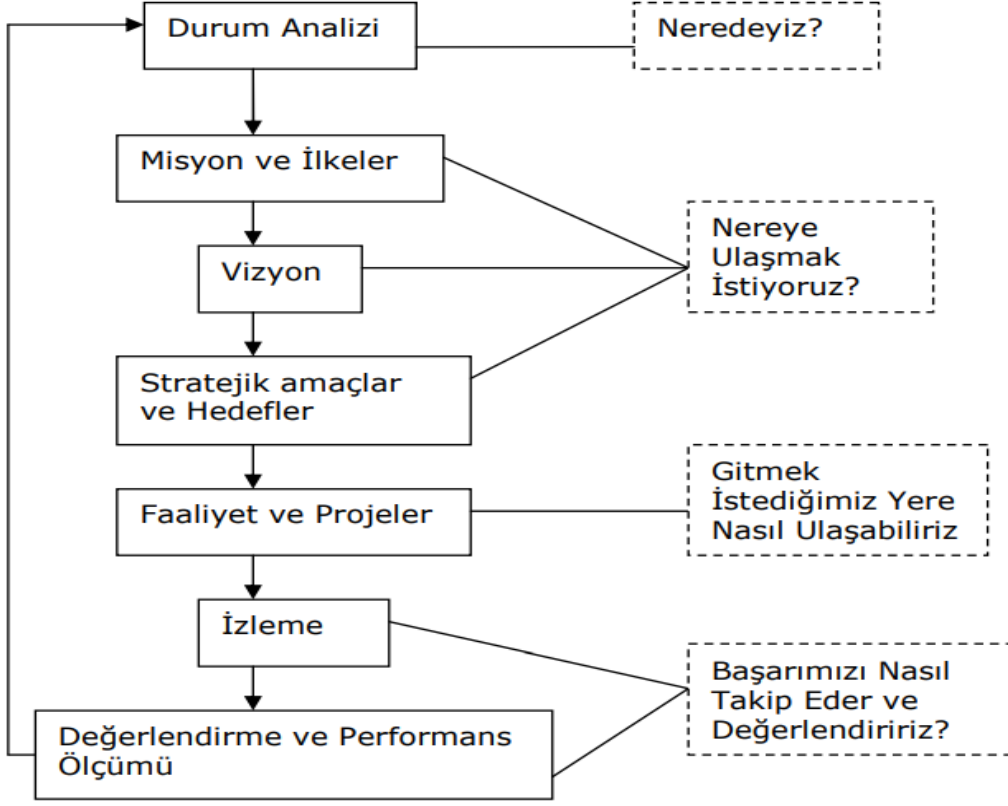 Durum Analizi
Neredeyiz?
Misyon ve İlkeler
Nereye
Ulaşmak
İstiyoruz?
Vizyon
Stratejik amaçlar
ve Hedefler
Gitmek
İstediğimiz Yere
Nasıl Ulaşabiliriz
Faaliyet ve Projeler
İzleme
Başarımızı Nasıl
Takip Eder ve
Değerlendiririz?
Değerlendirme ve Performans
Ölçümü